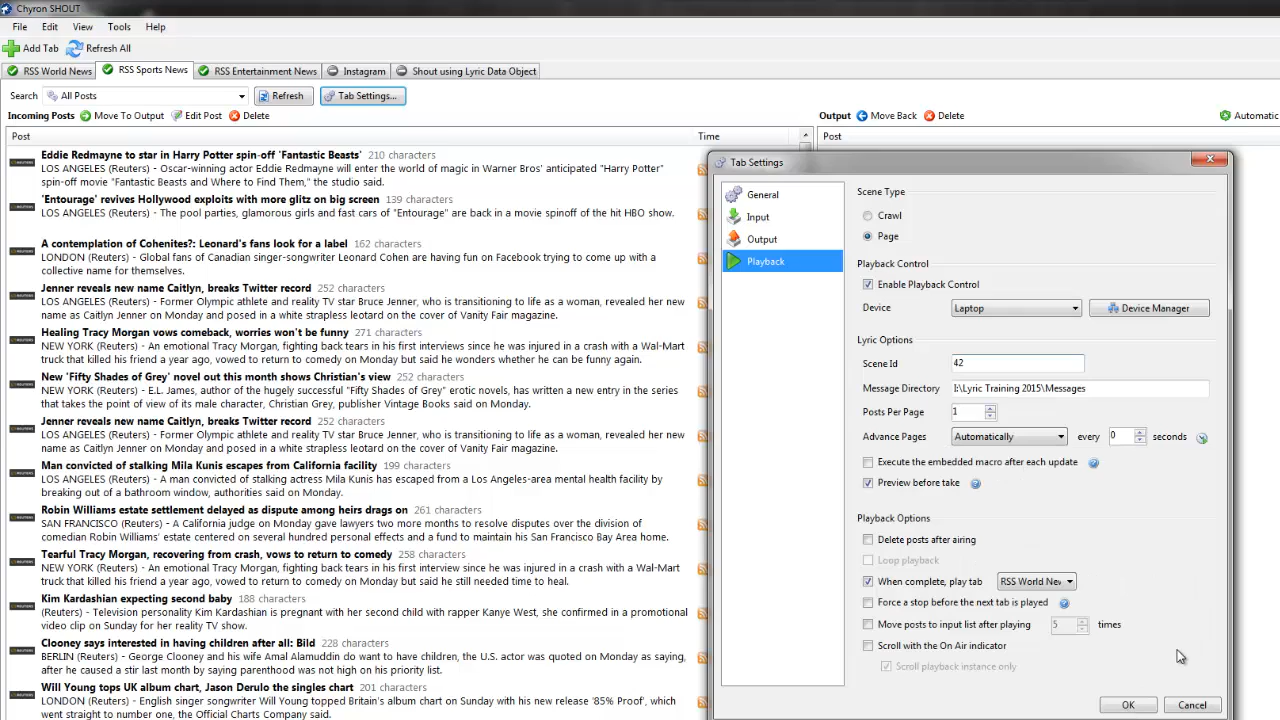 Chyron SHOUT
File Edit View Tools Help
Add Tab Refresh All
RSS World News RSS Sports News RSS Entertainment News Instagram Shout using Lyric Data Object
Search All Posts Refresh Tab Settings...
Incoming Posts Move To Output Edit Post Delete
Output Move Back Delete Automatic
Post Time
Post
Eddie Redmayne to star in Harry Potter spin-off 'Fantastic Beasts' 210 characters
LOS ANGELES (Reuters) - Oscar-winning actor Eddie Redmayne will enter the world of magic in Warner Bros' anticipated "Harry Potter"
spin-off movie "Fantastic Beasts and Where to Find Them," the studio said.
'Entourage' revives Hollywood exploits with more glitz on big screen 139 characters
LOS ANGELES (Reuters) - The pool parties, glamorous girls and fast cars of "Entourage" are back in a movie spinoff of the hit HBO show.
A contemplation of Cohenites?: Leonard's fans look for a label 162 characters
LONDON (Reuters) - Global fans of Canadian singer-songwriter Leonard Cohen are having fun on Facebook trying to come up with a
collective name for themselves.
Jenner reveals new name Caitlyn, breaks Twitter record 252 characters
LOS ANGELES (Reuters) - Former Olympic athlete and reality TV star Bruce Jenner, who is transitioning to life as a woman, revealed her new
name as Caitlyn Jenner on Monday and posed in a white strapless leotard on the cover of Vanity Fair magazine.
Healing Tracy Morgan vows comeback, worries won't be funny 271 characters
NEW YORK (Reuters) - An emotional Tracy Morgan, fighting back tears in his first interviews since he was injured in a crash with a Wal-Mart
truck that killed his friend a year ago, vowed to return to comedy on Monday but said he wonders whether he can be funny again.
New 'Fifty Shades of Grey' novel out this month shows Christian's view 252 characters
NEW YORK (Reuters) - E.L. James, author of the hugely successful "Fifty Shades of Grey" erotic novels, has written a new entry in the series
that takes the point of view of its male character, Christian Grey, publisher Vintage Books said on Monday.
Jenner reveals new name Caitlyn, breaks Twitter record 252 characters
LOS ANGELES (Reuters) - Former Olympic athlete and reality TV star Bruce Jenner, who is transitioning to life as a woman, revealed her new
name as Caitlyn Jenner on Monday and posed in a white strapless leotard on the cover of Vanity Fair magazine.
Man convicted of stalking Mila Kunis escapes from California facility 199 characters
LOS ANGELES (Reuters) - A man convicted of stalking actress Mila Kunis has escaped from a Los Angeles-area mental health facility by
breaking out of a bathroom window, authorities said on Monday.
Robin Williams estate settlement delayed as dispute among heirs drags on 261 characters
SAN FRANCISCO (Reuters) - A California judge on Monday gave lawyers two more months to resolve disputes over the division of
comedian Robin Williams' estate centered on several hundred personal effects and a fund to maintain his San Francisco Bay Area home.
Tearful Tracy Morgan, recovering from crash, vows to return to comedy 258 characters
NEW YORK (Reuters) - An emotional Tracy Morgan, fighting back tears in his first interview since he was injured in a crash with a Wal-Mart
truck that killed his friend a year ago, vowed to return to comedy on Monday but said he still needed time to heal.
Kim Kardashian expecting second baby 188 characters
(Reuters) - Television personality Kim Kardashian is pregnant with her second child with rapper Kanye West, she confirmed in a promotional
video clip on Sunday for her reality TV show.
Clooney says interested in having children after all: Bild 228 characters
BERLIN (Reuters) - George Clooney and his wife Amal Alamuddin do want to have children, the U.S. actor was quoted on Monday as saying,
after he caused a stir last month by saying parenthood was not high on his priority list.
Will Young tops UK album chart, Jason Derulo the singles chart 201 characters
LONDON (Reuters) - English singer songwriter Will Young topped Britain's album chart on Sunday with his new release '85% Proof', which
went straight to number one, the Official Charts Company said.
Tab Settings
General
Input
Output
Playback
Scene Type
Crawl
Page
Playback Control
Enable Playback Control
Device Laptop Device Manager
Lyric Options
Scene Id 42
Message Directory I:\Lyric Training 2015\Messages
Posts Per Page 1
Advance Pages Automatically every 0 seconds
Execute the embedded macro after each update
Preview before take
Playback Options
Delete posts after airing
Loop playback
When complete, play tab RSS World Nev
Force a stop before the next tab is played
Move posts to input list after playing 5 times
Scroll with the On Air indicator
Scroll playback instance only
OK Cancel